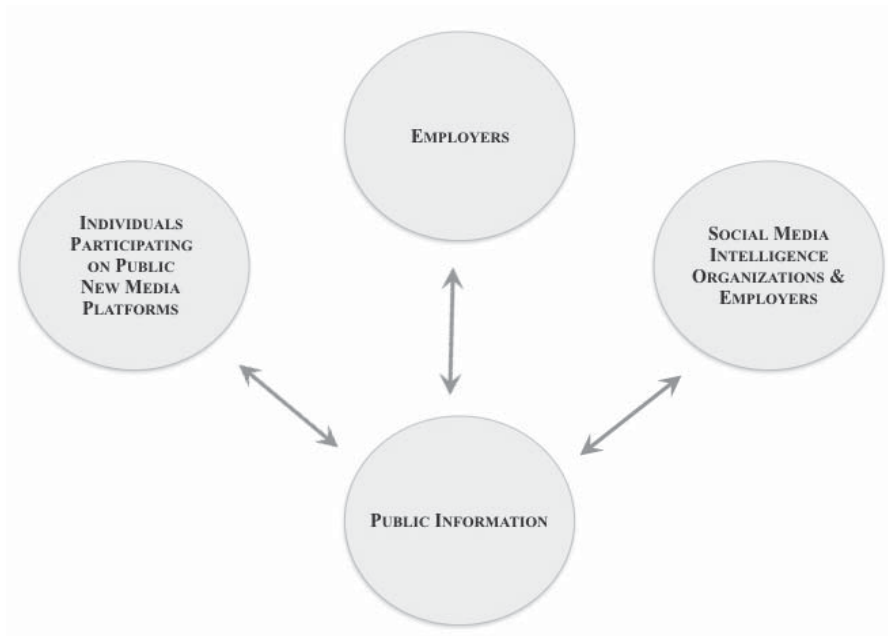 Employers
Individuals
Participating
on Public
New Media
Platforms
Social Media
Intelligence
Organizations &
Employers
Public Information